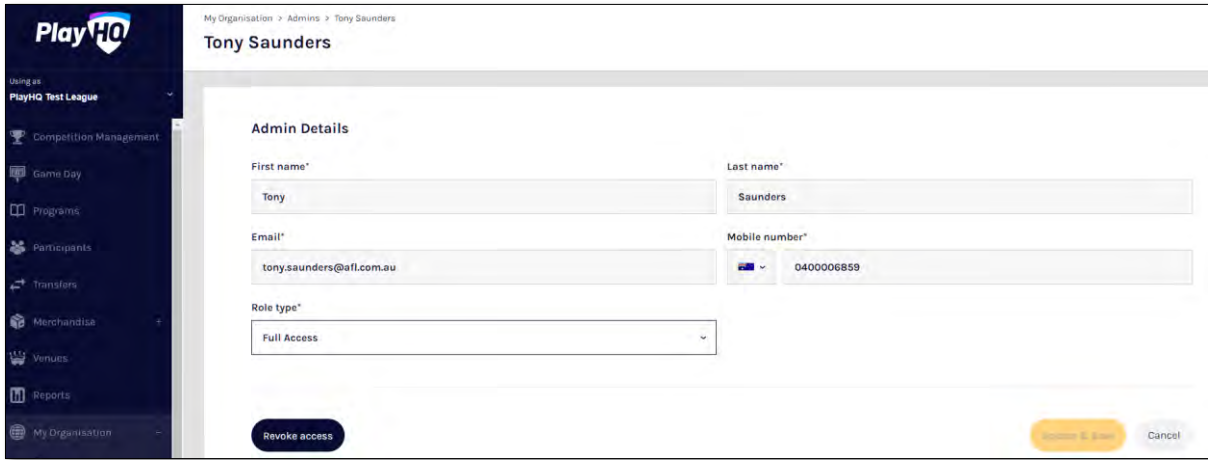 PlayHQ
Using as
PlayHQ Test League
Competition Management
Game Day
Programs
Participants
Transfers
Merchandise +
Venues
Reports
My Organisation −
My Organisation > Admins > Tony Saunders
Tony Saunders
Admin Details
First name*
Last name*
Tony
Saunders
Email*
Mobile number*
tony.saunders@afl.com.au
0400006859
Role type*
Full Access
Revoke access
Cancel